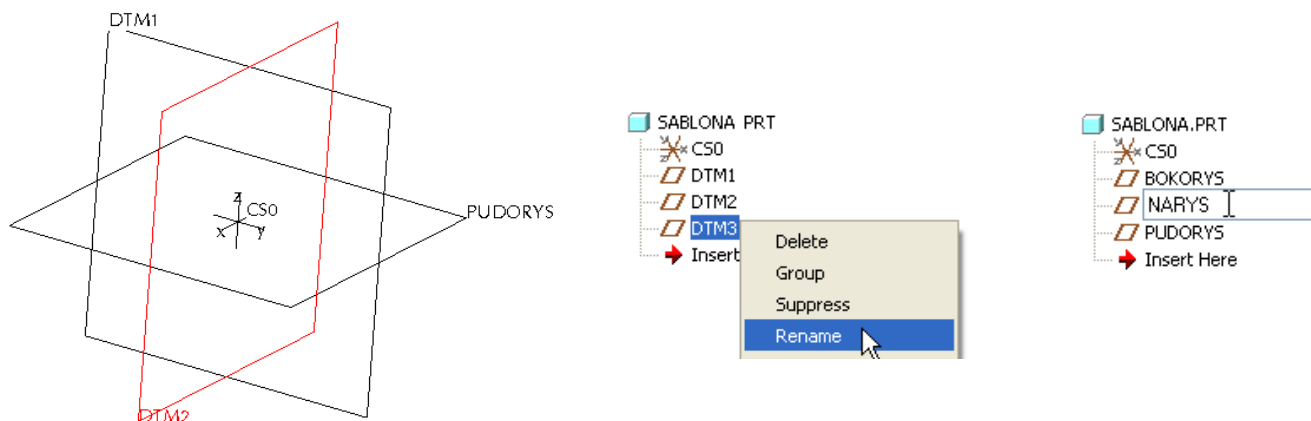 DTM1
z
CS0
x
y
PUDORYS
DTM2
SABLONA PRT
CS0
DTM1
DTM2
DTM3
Insert
Delete
Group
Suppress
Rename
SABLONA.PRT
CS0
BOKORYS
NARYS
PUDORYS
Insert Here